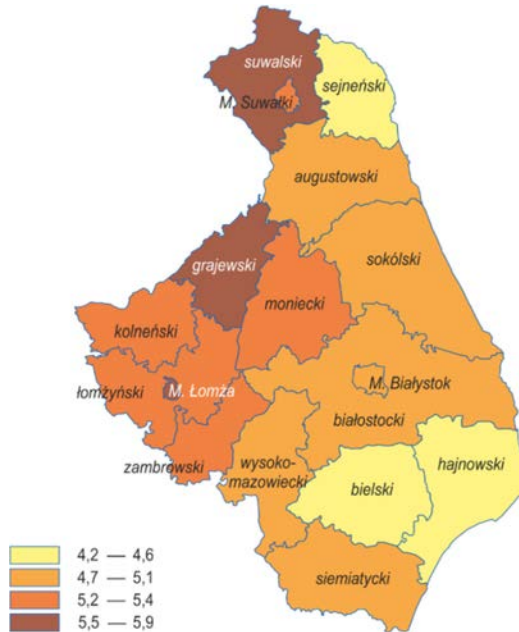 suwalski
M. Suwałki
sejneński
augustowski
grajewski
sokólski
moniecki
kolneński
łomżyński
M. Łomża
M. Białystok
białostocki
zambrowski
wysoko-
mazowiecki
hajnowski
bielski
siemiatycki
4,2 — 4,6
4,7 — 5,1
5,2 — 5,4
5,5 — 5,9